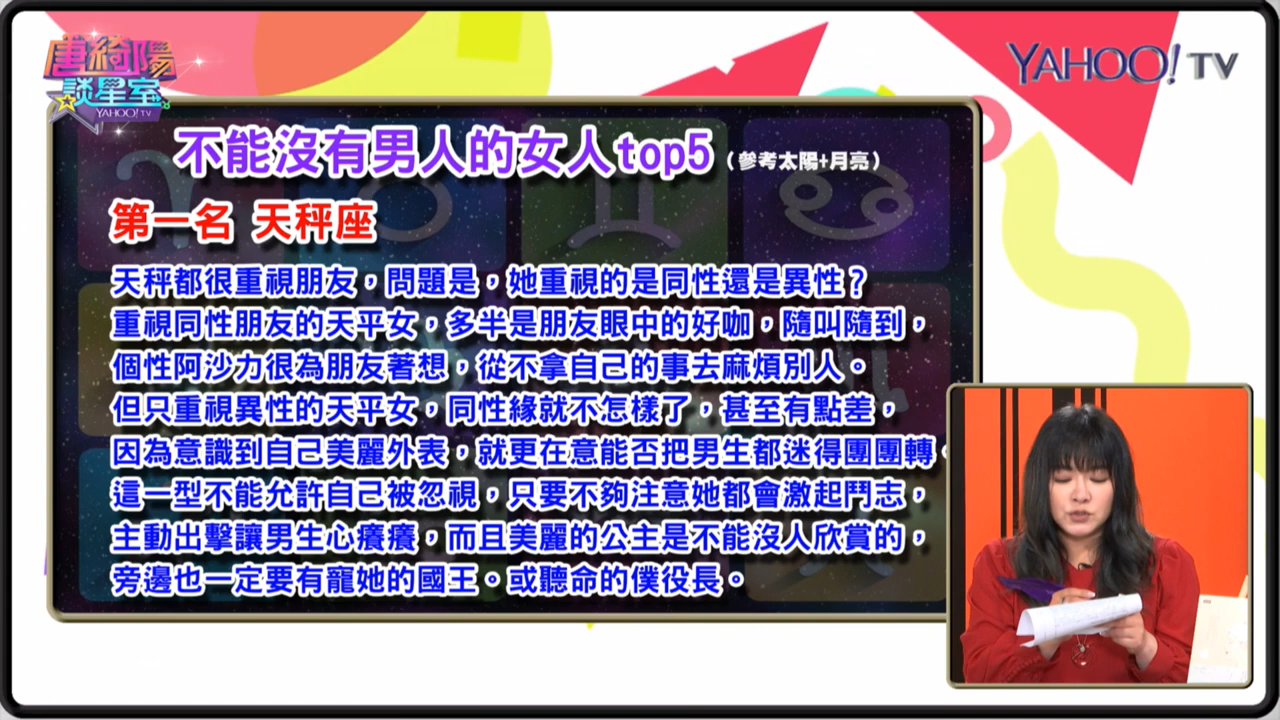 唐綺陽
談星室
YAHOO! TV
YAHOO! TV
不能沒有男人的女人top5（參考太陽+月亮）
第一名 天秤座
天秤都很重視朋友，問題是，她重視的是同性還是異性？
重視同性朋友的天平女，多半是朋友眼中的好咖，隨叫隨到，
個性阿沙力很為朋友著想，從不拿自己的事去麻煩別人。
但只重視異性的天平女，同性緣就不怎樣了，甚至有點差，
因為意識到自己美麗外表，就更在意能否把男生都迷得團團轉。
這一型不能允許自己被忽視，只要不夠注意她都會激起鬥志，
主動出擊讓男生心癢癢，而且美麗的公主是不能沒人欣賞的，
旁邊也一定要有寵她的國王。或聽命的僕役長。